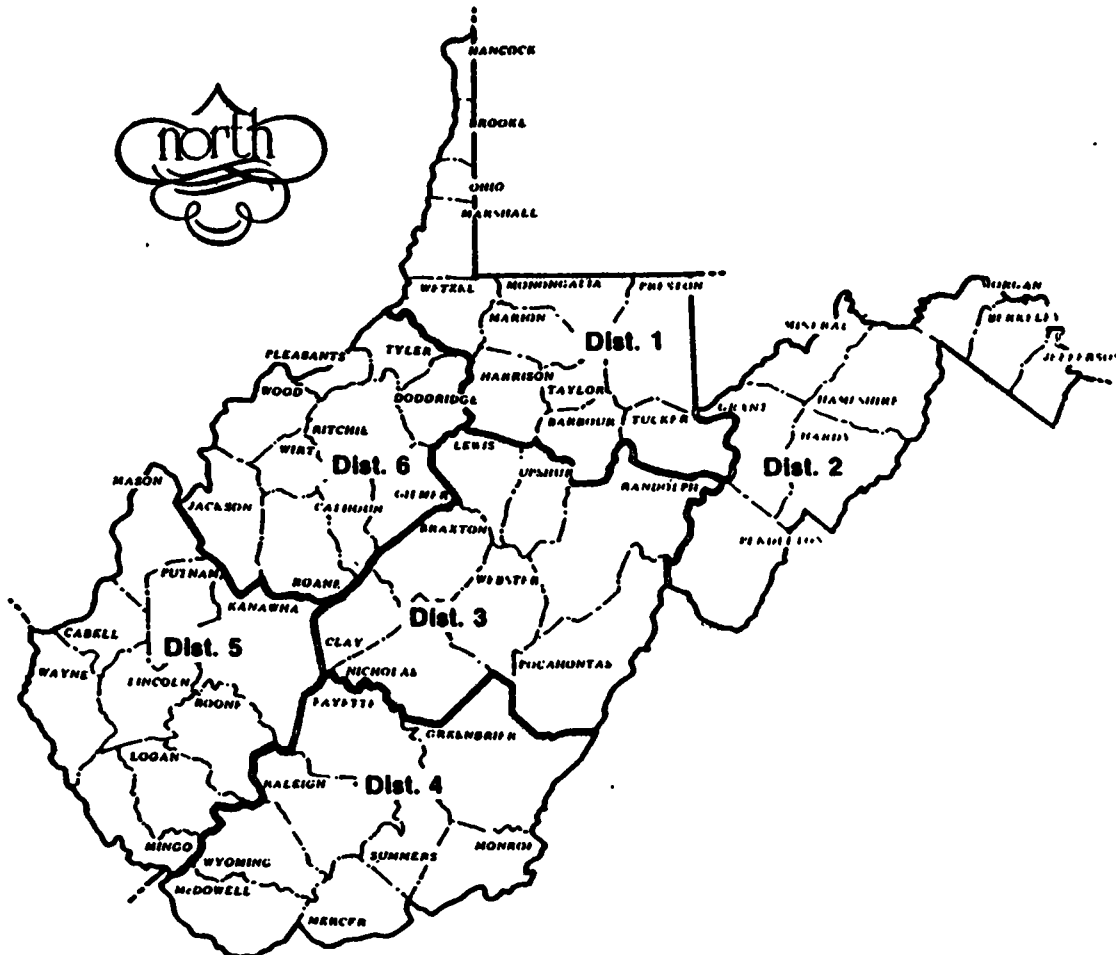 HANCOCK
north
BROOKE
OHIO
MARSHALL
WETZEL
MONONGALIA
PRESTON
MORGAN
BERKELEY
MARION
MINERAL
Dist. 1
JEFFERSON
PLEASANTS
TYLER
HARRISON
WOOD
TAYLOR
DODDRIDGE
HAMPSHIRE
GRANT
BARBOUR
TUCKER
RITCHIE
HARDY
WIRT
LEWIS
Dist. 6
UPSHUR
Dist. 2
MASON
RANDOLPH
GILMER
JACKSON
CALHOUN
BRAXTON
PENDLETON
PUTNAM
ROANE
WEBSTER
KANAWHA
Dist. 3
CABELL
CLAY
Dist. 5
WAYNE
NICHOLAS
POCAHONTAS
LINCOLN
FAYETTE
BOONE
GREENBRIER
LOGAN
RALEIGH
Dist. 4
MINGO
MONROE
WYOMING
SUMMERS
McDOWELL
MERCER